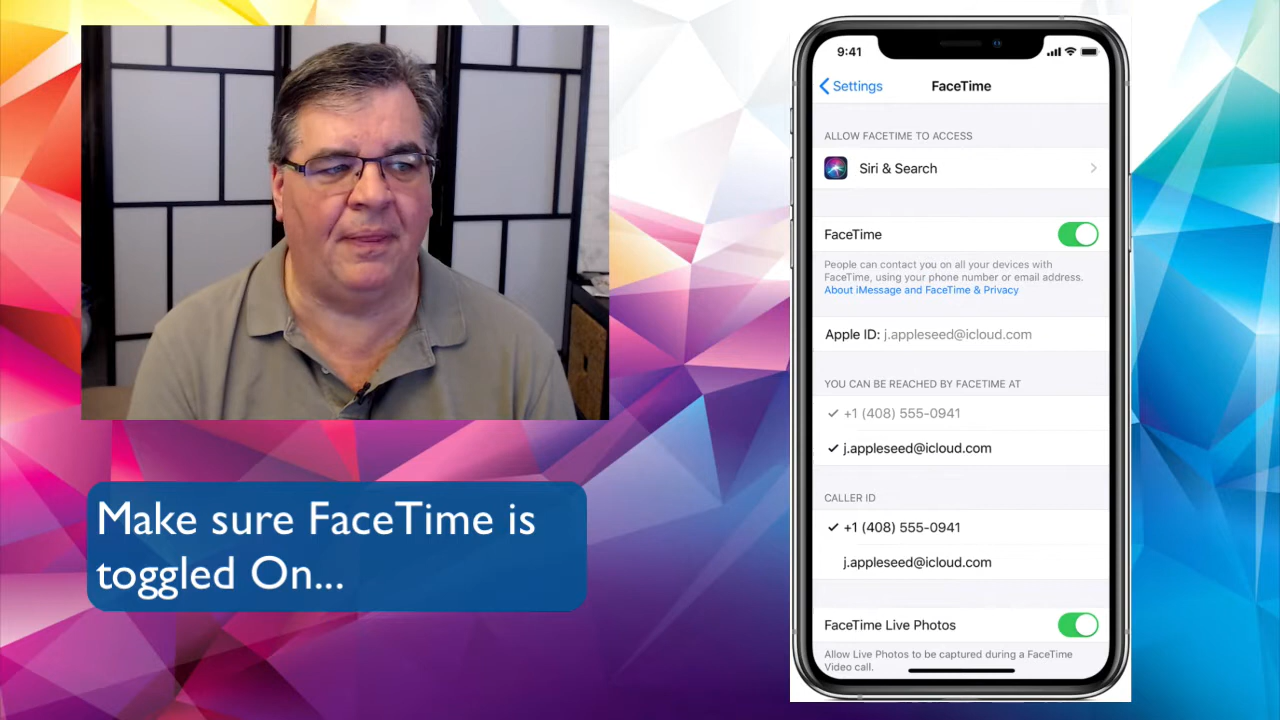 Make sure FaceTime is
toggled On...
9:41
Settings
FaceTime
ALLOW FACETIME TO ACCESS
Siri & Search
FaceTime
People can contact you on all your devices with
FaceTime, using your phone number or email address.
About iMessage and FaceTime & Privacy
Apple ID: j.appleseed@icloud.com
YOU CAN BE REACHED BY FACETIME AT
+1 (408) 555-0941
j.appleseed@icloud.com
CALLER ID
+1 (408) 555-0941
j.appleseed@icloud.com
FaceTime Live Photos
Allow Live Photos to be captured during a FaceTime
Video call.